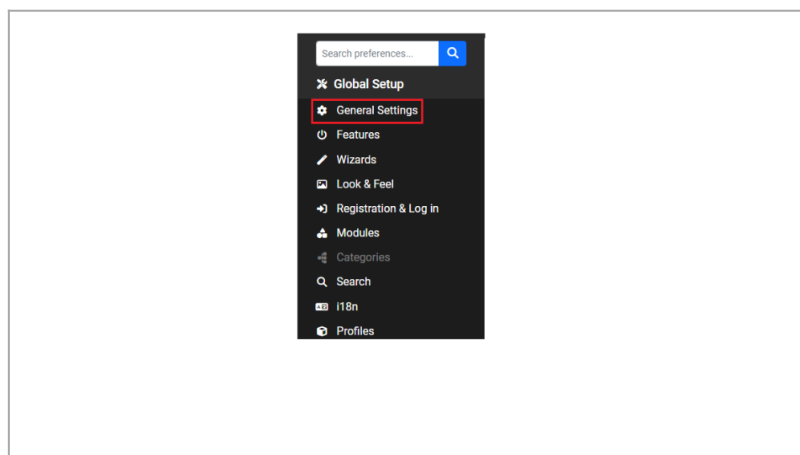 Search preferences...
Global Setup
General Settings
Features
Wizards
Look & Feel
Registration & Log in
Modules
Categories
Search
i18n
Profiles